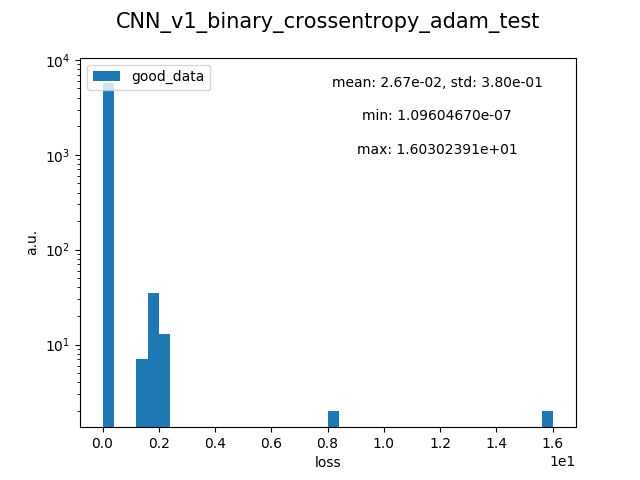 CNN_v1_binary_crossentropy_adam_test
good_data
mean: 2.67e-02, std: 3.80e-01
min: 1.09604670e-07
max: 1.60302391e+01
a.u.
10^4
10^3
10^2
10^1
0.0 0.2 0.4 0.6 0.8 1.0 1.2 1.4 1.6
loss
1e1